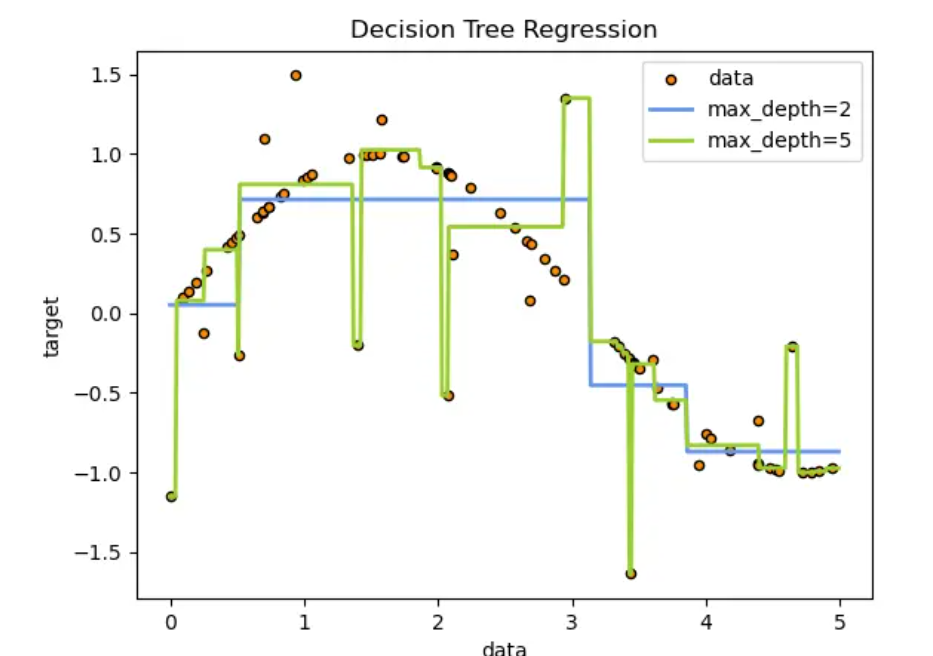 Decision Tree Regression
data
max_depth=2
max_depth=5
1.5
1.0
0.5
0.0
−0.5
−1.0
−1.5
target
0 1 2 3 4 5
data